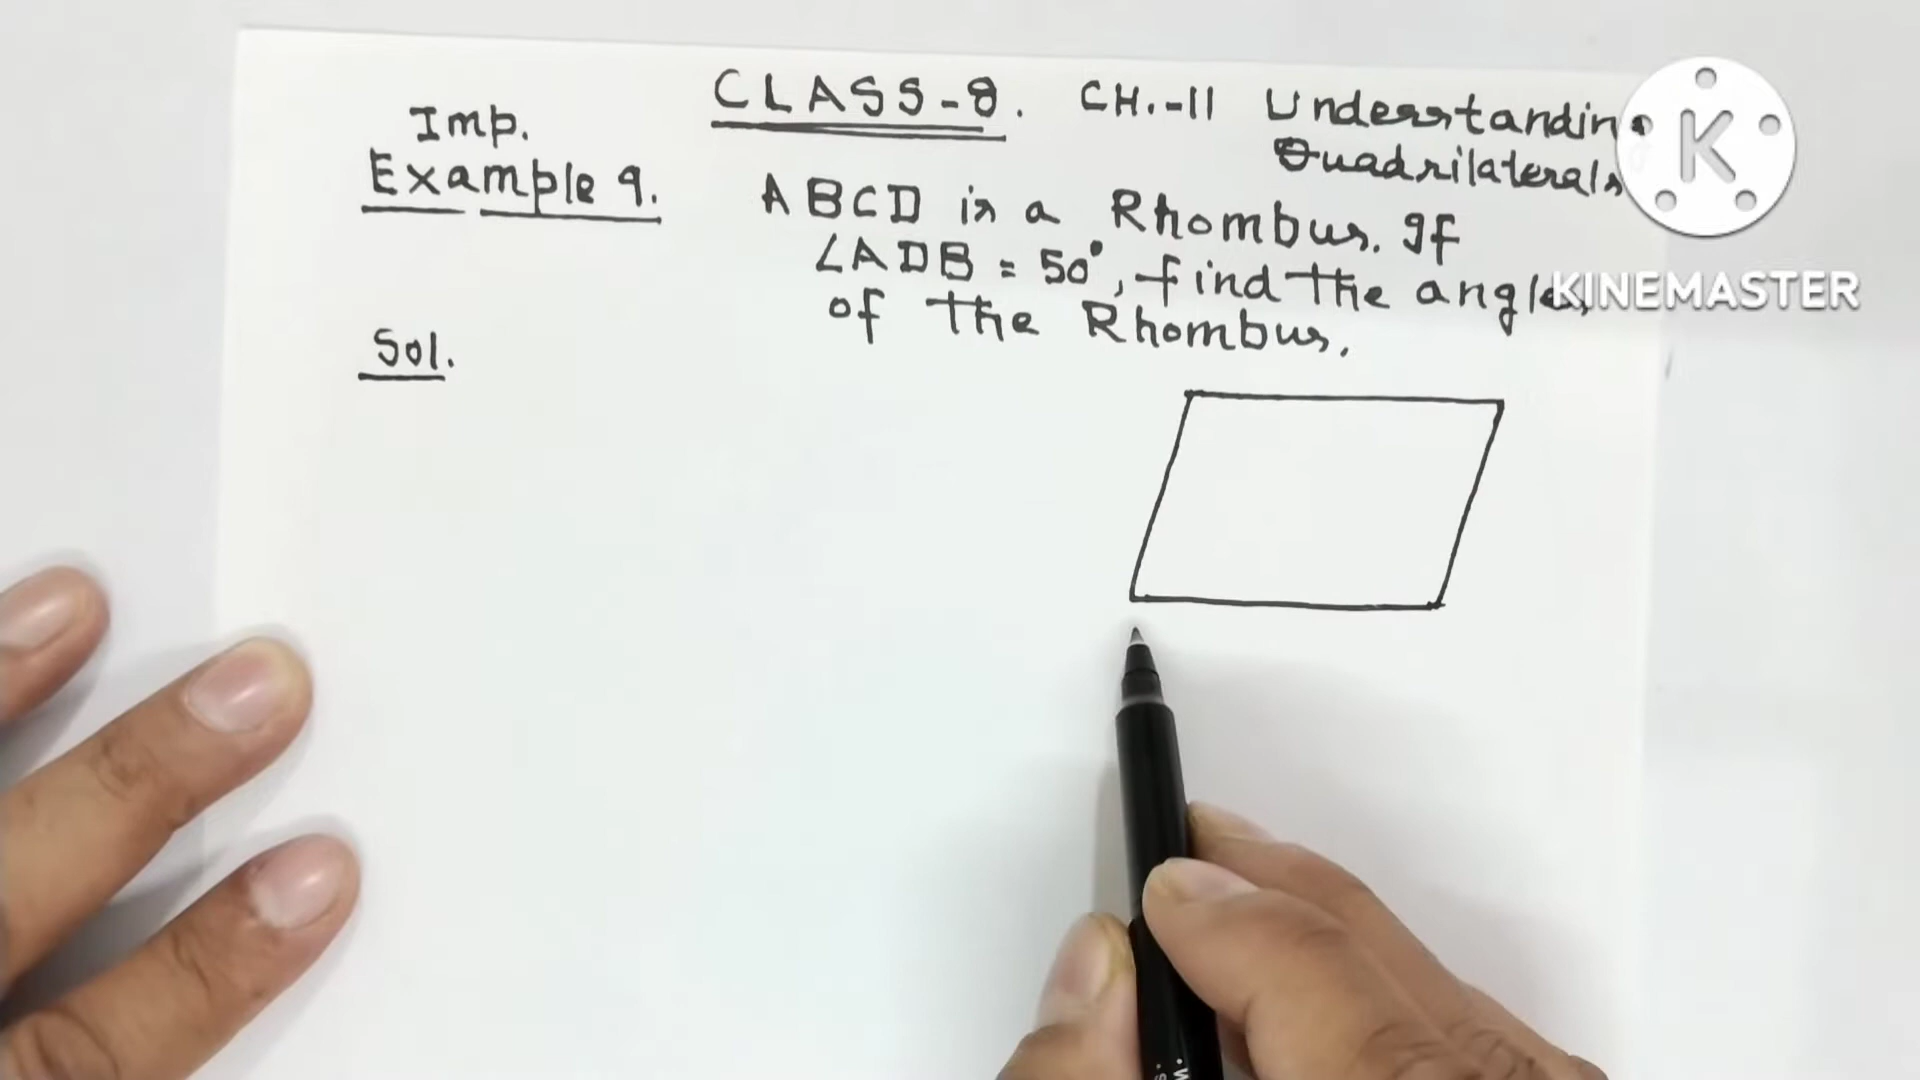 CLASS-8. CH.-11 Understanding
Quadrilaterals
Imp.
Example 9.
ABCD is a Rhombus. If
∠ADB = 50°, find the angles
of the Rhombus.
Sol.
K
KINEMASTER